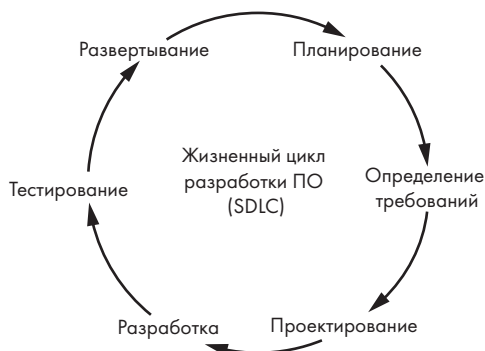 Развертывание
Планирование
Жизненный цикл
разработки ПО
(SDLC)
Определение
требований
Тестирование
Разработка
Проектирование